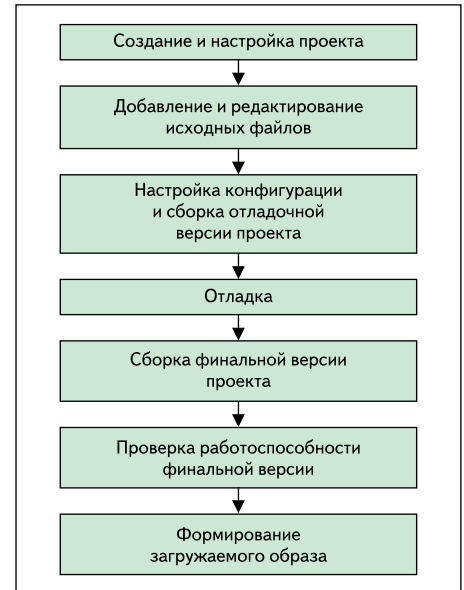 Создание и настройка проекта
Добавление и редактирование
исходных файлов
Настройка конфигурации
и сборка отладочной
версии проекта
Отладка
Сборка финальной версии
проекта
Проверка работоспособности
финальной версии
Формирование
загружаемого образа